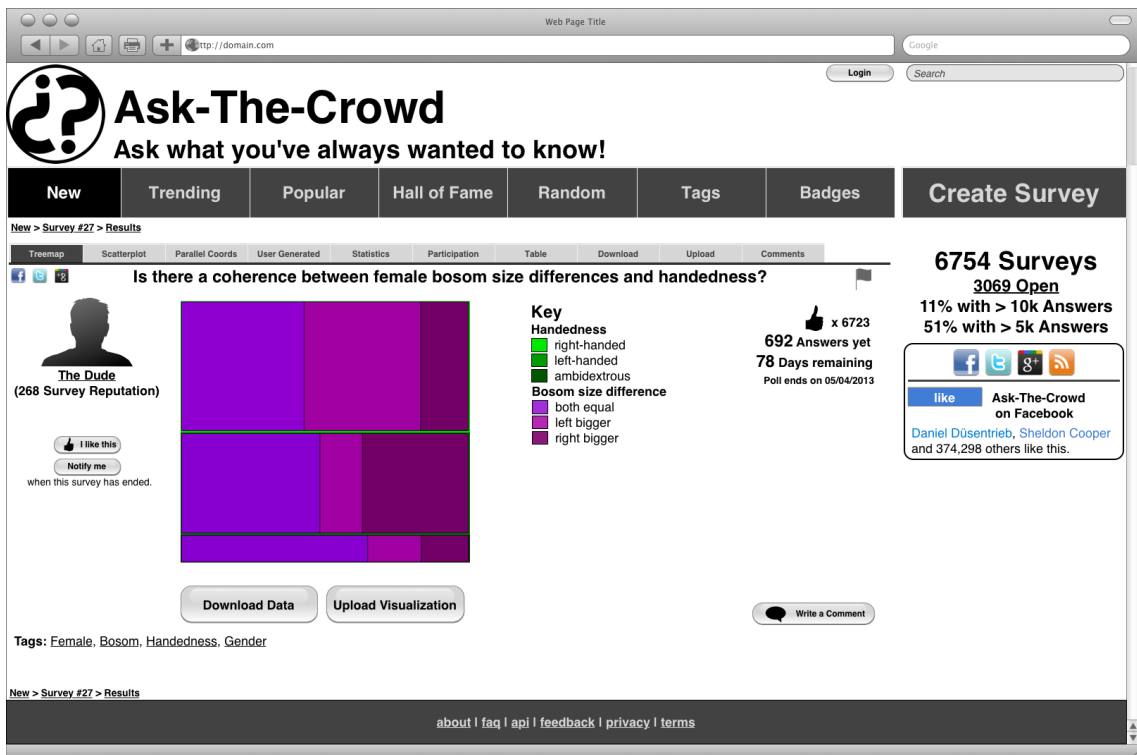 Web Page Title
ttp://domain.com
Google
Login
Search
Ask-The-Crowd
Ask what you've always wanted to know!
New Trending Popular Hall of Fame Random Tags Badges Create Survey
New > Survey #27 > Results
Treemap Scatterplot Parallel Coords User Generated Statistics Participation Table Download Upload Comments
Is there a coherence between female bosom size differences and handedness?
The Dude
(268 Survey Reputation)
I like this
Notify me
when this survey has ended.
Key
Handedness
right-handed
left-handed
ambidextrous
Bosom size difference
both equal
left bigger
right bigger
x 6723
692 Answers yet
78 Days remaining
Poll ends on 05/04/2013
Download Data
Upload Visualization
Write a Comment
Tags: Female, Bosom, Handedness, Gender
6754 Surveys
3069 Open
11% with > 10k Answers
51% with > 5k Answers
like
Ask-The-Crowd
on Facebook
Daniel Düsentrieb, Sheldon Cooper
and 374,298 others like this.
New > Survey #27 > Results
about | faq | api | feedback | privacy | terms